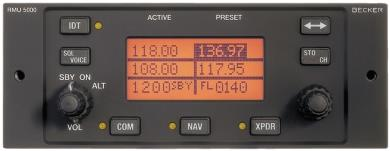 RMU 5000 ACTIVE PRESET BECKER
IDT
118.00 136.97
SQL
VOICE
STO
CH
108.00 117.95
SBY ON
ALT
1200 SBY FL 0140
VOL
COM NAV XPDR